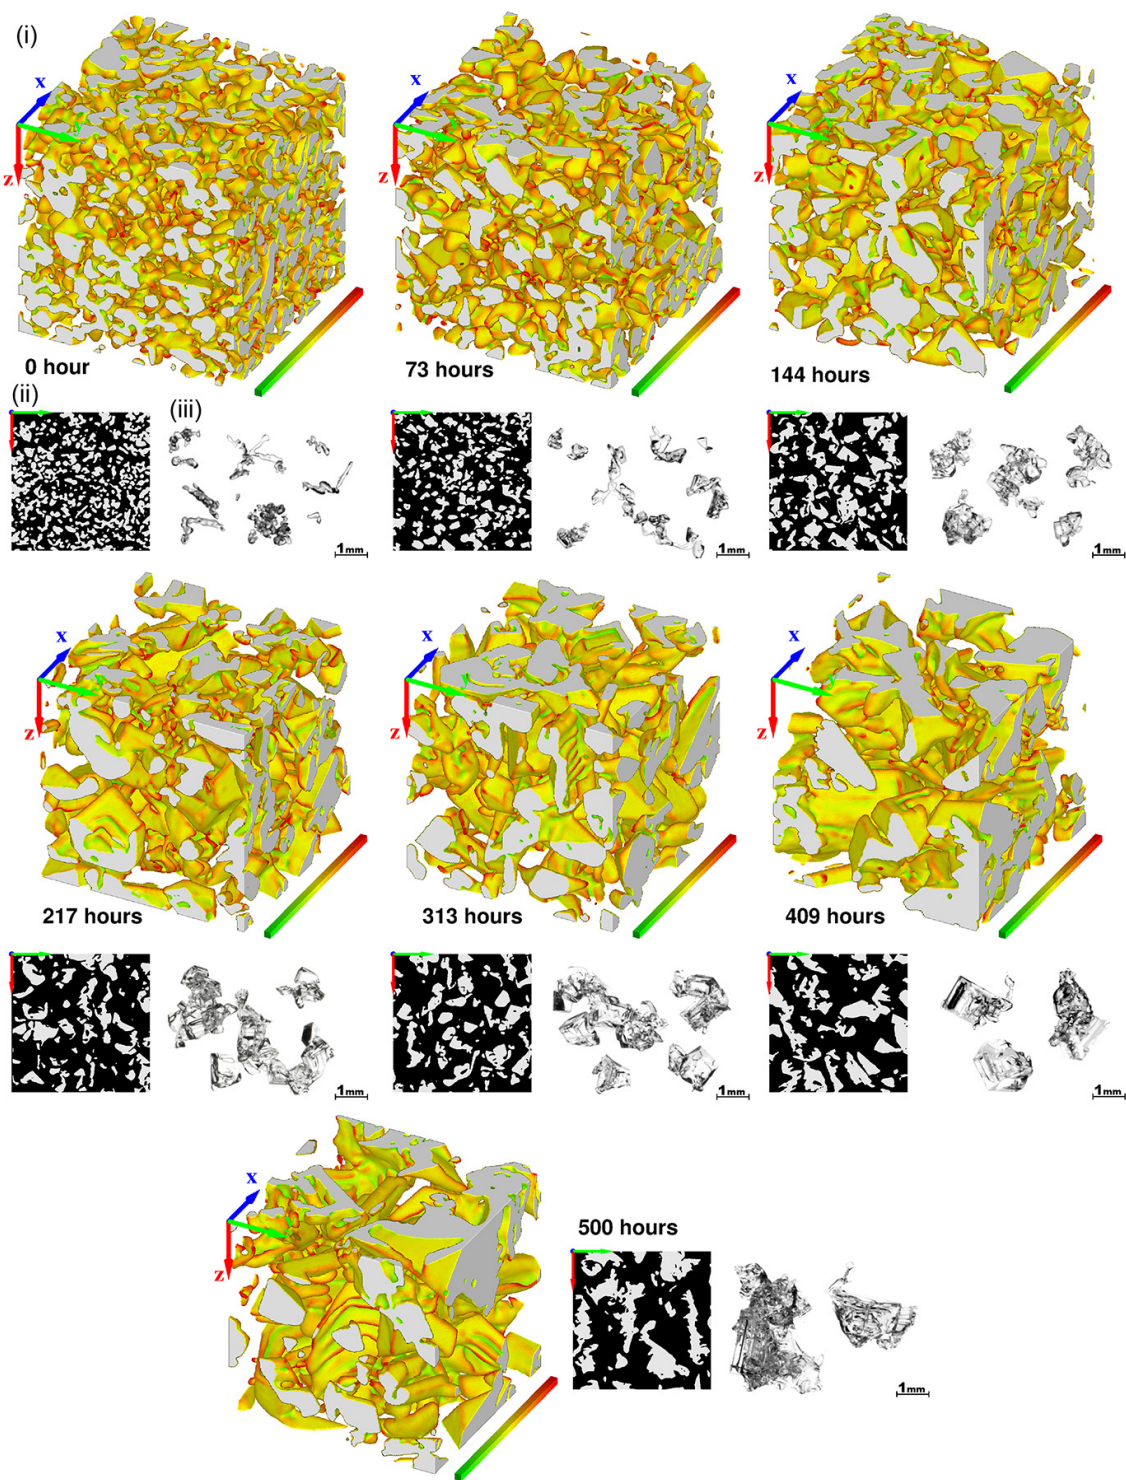 (i)
x
y
z
0 hour
x
y
z
73 hours
x
y
z
144 hours
(ii)
(iii)
1mm
1mm
1mm
x
y
z
217 hours
x
y
z
313 hours
x
y
z
409 hours
1mm
1mm
1mm
x
y
z
500 hours
1mm